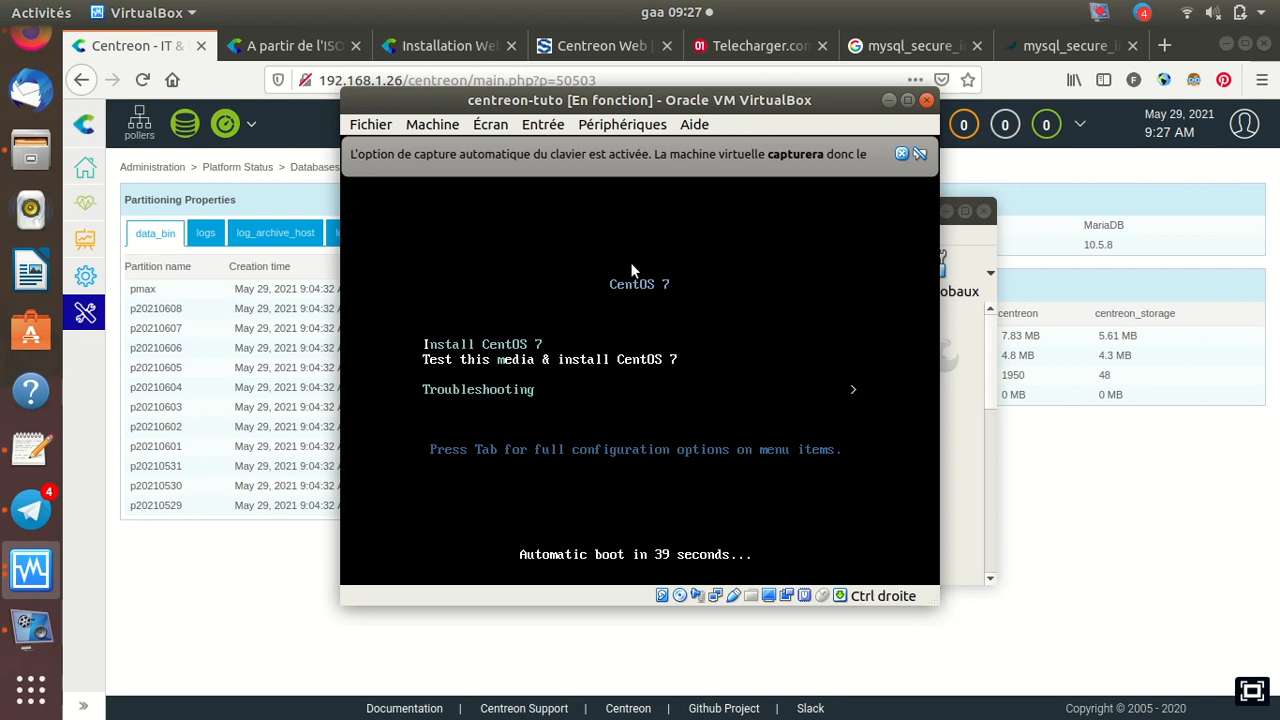 Activités
VirtualBox
gaa 09:27
4
Centreon - IT &
A partir de l'ISO
Installation Web
Centreon Web |
Telecharger.com
mysql_secure_in
mysql_secure_in
192.168.1.26/centreon/main.php?p=50503
centreon-tuto [En fonction] - Oracle VM VirtualBox
Fichier Machine Écran Entrée Périphériques Aide
pollers
0 0 0
May 29, 2021
9:27 AM
L'option de capture automatique du clavier est activée. La machine virtuelle capturera donc le
Administration > Platform Status > Databases
Partitioning Properties
data_bin logs log_archive_host
Partition name Creation time
pmax May 29, 2021 9:04:32
p20210608 May 29, 2021 9:04:32
p20210607 May 29, 2021 9:04:32
p20210606 May 29, 2021 9:04:32
p20210605 May 29, 2021 9:04:32
p20210604 May 29, 2021 9:04:32
p20210603 May 29, 2021 9:04:32
p20210602 May 29, 2021 9:04:32
p20210601 May 29, 2021 9:04:32
p20210531 May 29, 2021 9:04:32
p20210530 May 29, 2021 9:04:32
p20210529 May 29, 2021 9:04:32
CentOS 7
Install CentOS 7
Test this media & install CentOS 7
Troubleshooting >
Press Tab for full configuration options on menu items.
Automatic boot in 39 seconds...
Ctrl droite
obaux
MariaDB
10.5.8
centreon centreon_storage
7.83 MB 5.61 MB
4.8 MB 4.3 MB
1950 48
0 MB 0 MB
4
Documentation | Centreon Support | Centreon | Github Project | Slack
Copyright © 2005 - 2020